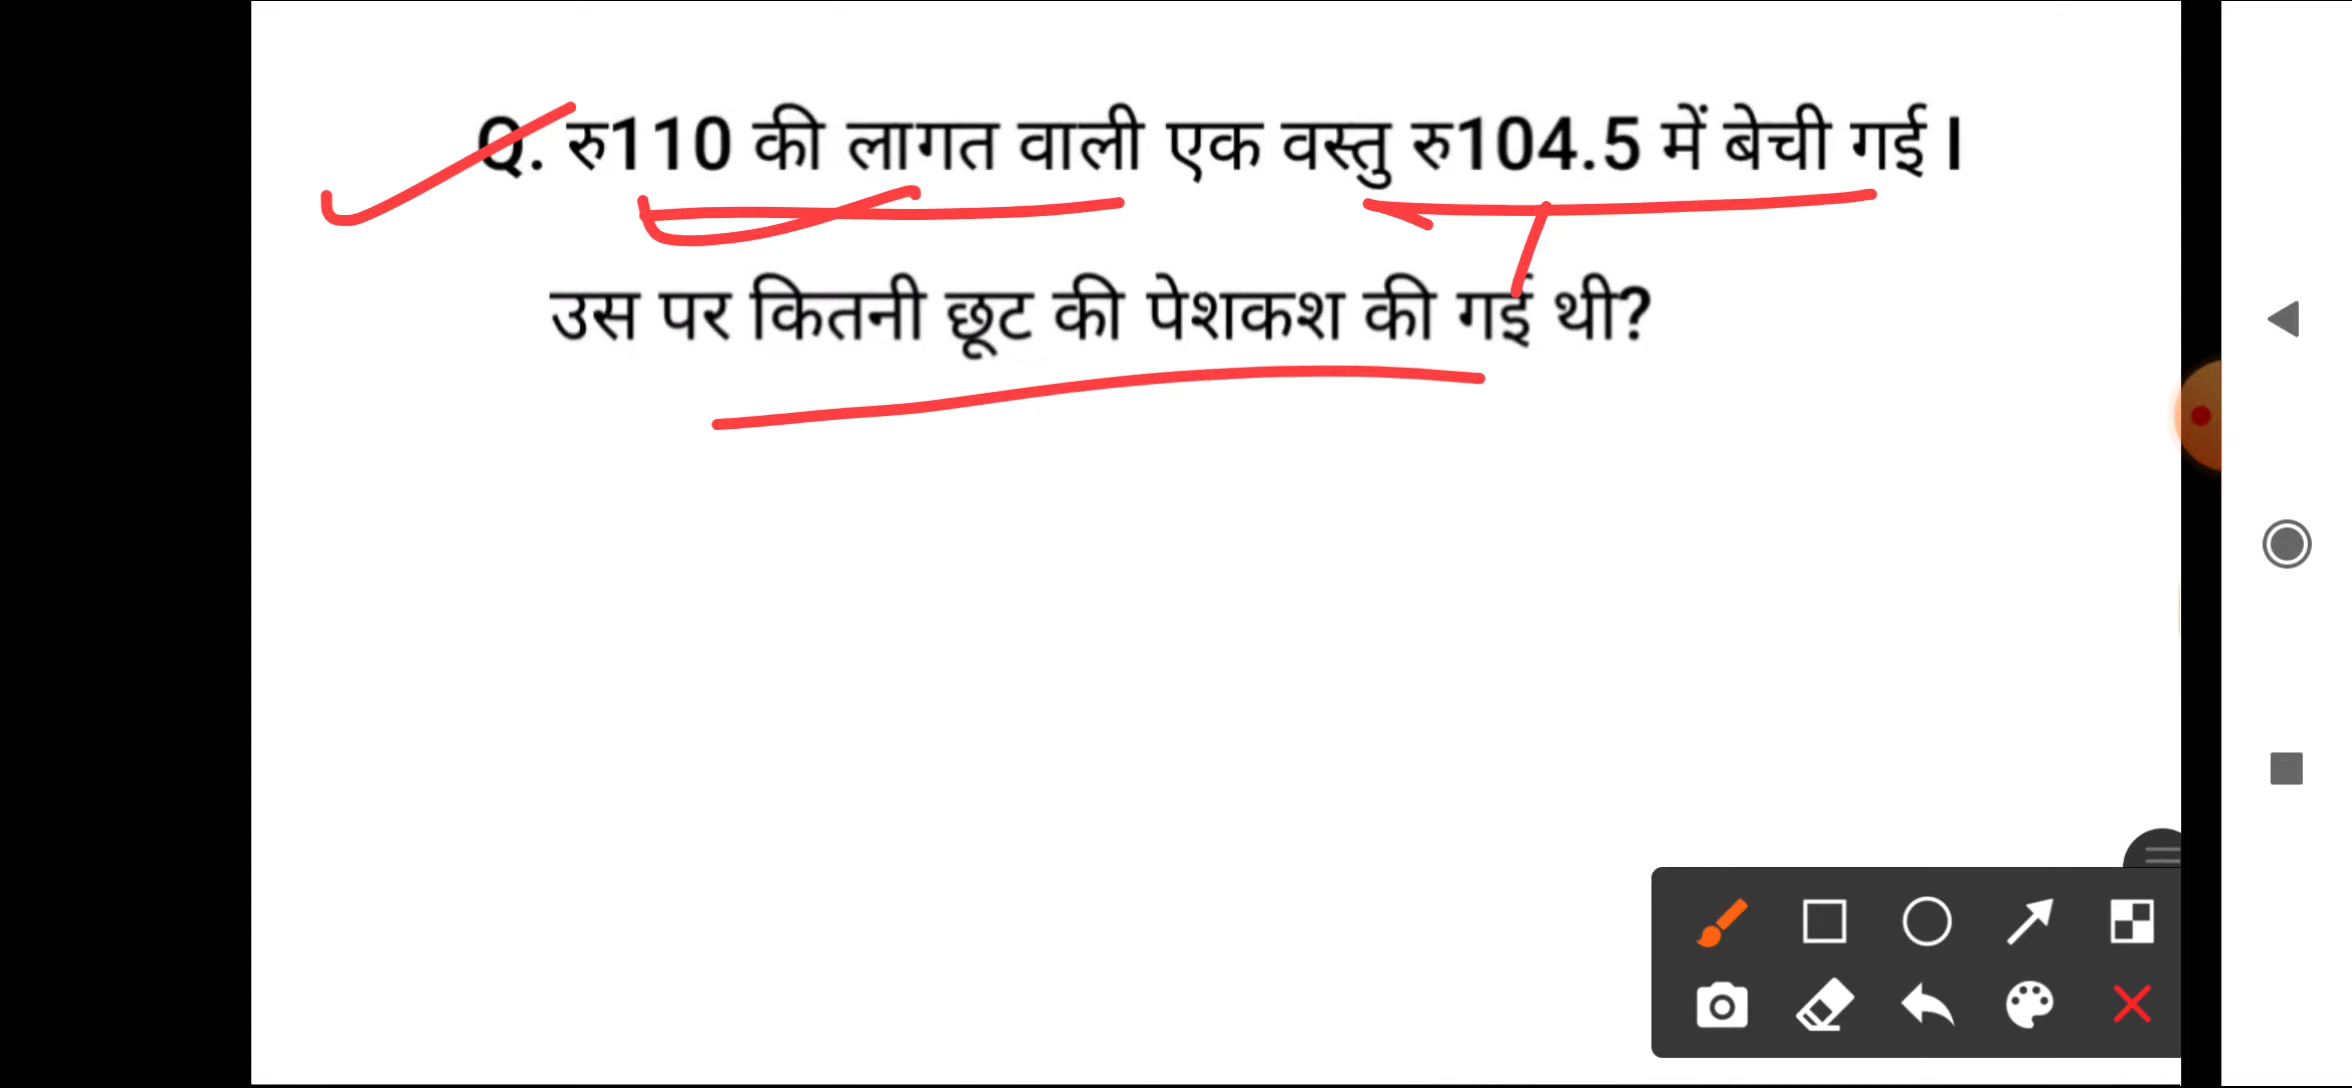 Q. रु110 की लागत वाली एक वस्तु रु104.5 में बेची गई I
उस पर कितनी छूट की पेशकश की गई थी?